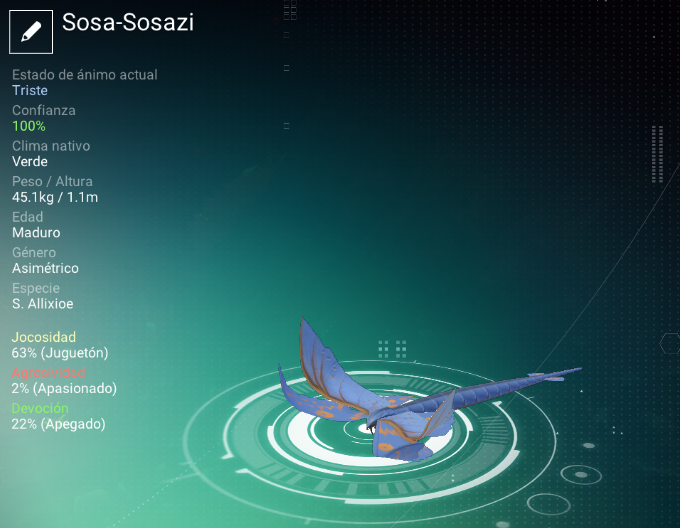 Sosa-Sosazi
Estado de ánimo actual
Triste
Confianza
100%
Clima nativo
Verde
Peso / Altura
45.1kg / 1.1m
Edad
Maduro
Género
Asimétrico
Especie
S. Allixioe
Jocosidad
63% (Juguetón)
Agresividad
2% (Apasionado)
Devoción
22% (Apegado)